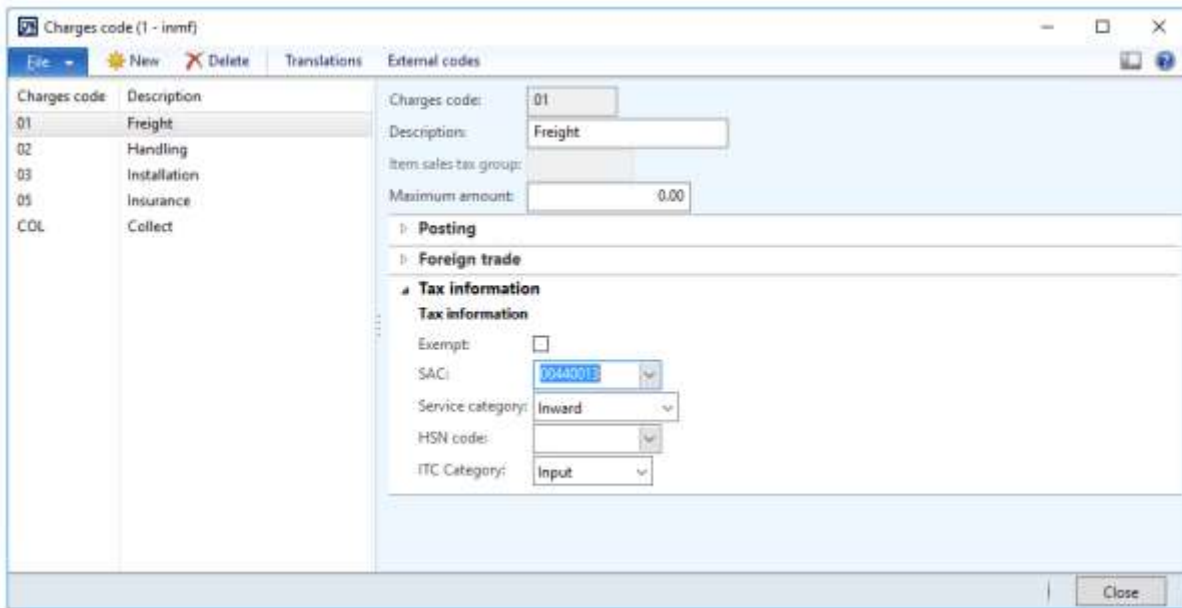 Charges code (1 - inmf)
File New Delete Translations External codes
Charges code Description
01 Freight
02 Handling
03 Installation
05 Insurance
COL Collect
Charges code: 01
Description: Freight
Item sales tax group:
Maximum amount: 0.00
Posting
Foreign trade
Tax information
Tax information
Exempt:
SAC: 00440013
Service category: Inward
HSN code:
ITC Category: Input
Close